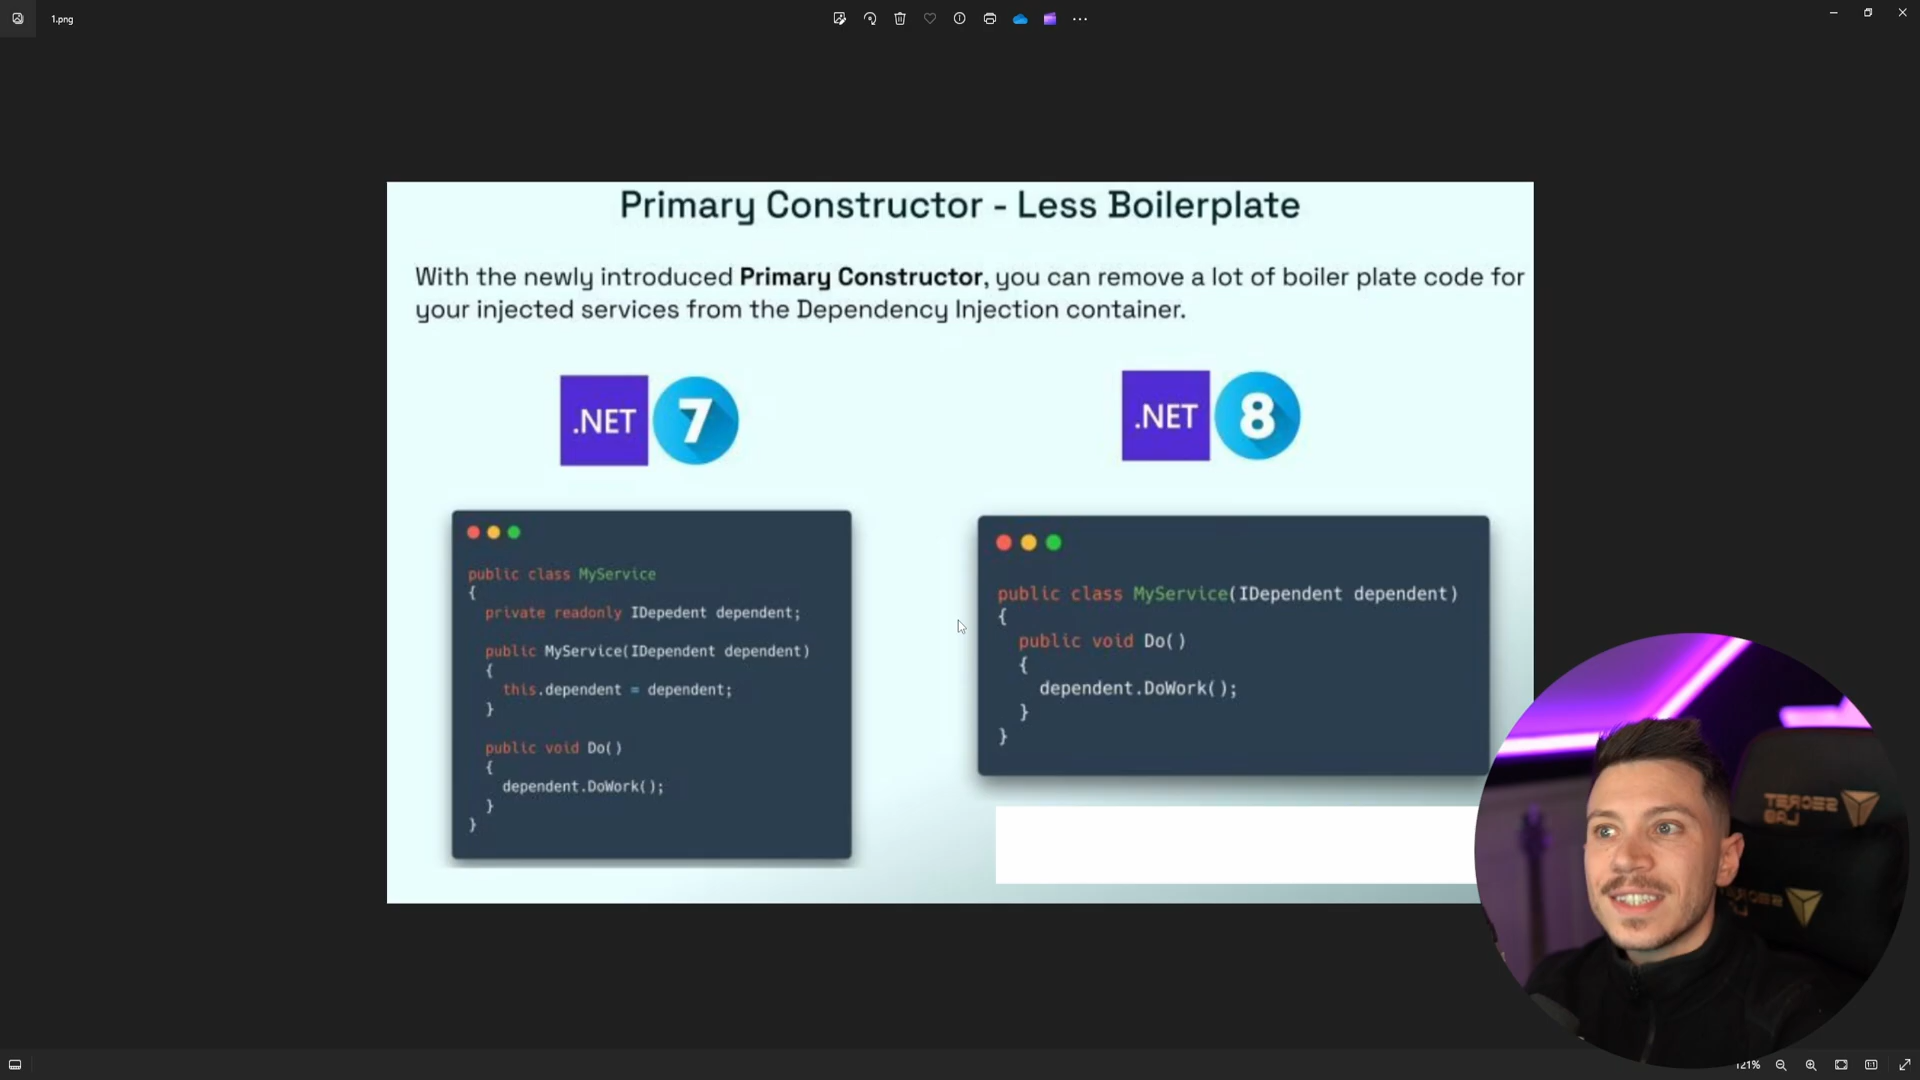 1.png
Primary Constructor - Less Boilerplate
With the newly introduced Primary Constructor, you can remove a lot of boiler plate code for
your injected services from the Dependency Injection container.
.NET 7
.NET 8
public class MyService
{
private readonly IDepedent dependent;
public MyService(IDependent dependent)
{
this.dependent = dependent;
}
public void Do()
{
dependent.DoWork();
}
}
public class MyService(IDependent dependent)
{
public void Do()
{
dependent.DoWork();
}
}
SECRET
LAB
121%